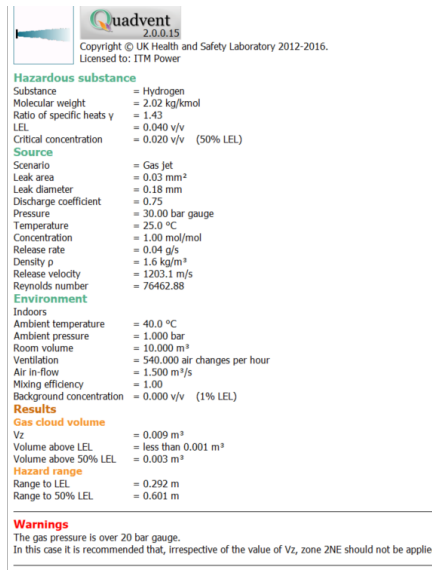 Quadvent
2.0.0.15
Copyright © UK Health and Safety Laboratory 2012-2016.
Licensed to: ITM Power
Hazardous substance
Substance = Hydrogen
Molecular weight = 2.02 kg/kmol
Ratio of specific heats γ = 1.43
LEL = 0.040 v/v
Critical concentration = 0.020 v/v (50% LEL)
Source
Scenario = Gas jet
Leak area = 0.03 mm²
Leak diameter = 0.18 mm
Discharge coefficient = 0.75
Pressure = 30.00 bar gauge
Temperature = 25.0 °C
Concentration = 1.00 mol/mol
Release rate = 0.04 g/s
Density ρ = 1.6 kg/m³
Release velocity = 1203.1 m/s
Reynolds number = 76462.88
Environment
Indoors
Ambient temperature = 40.0 °C
Ambient pressure = 1.000 bar
Room volume = 10.000 m³
Ventilation = 540.000 air changes per hour
Air in-flow = 1.500 m³/s
Mixing efficiency = 1.00
Background concentration = 0.000 v/v (1% LEL)
Results
Gas cloud volume
Vz = 0.009 m³
Volume above LEL = less than 0.001 m³
Volume above 50% LEL = 0.003 m³
Hazard range
Range to LEL = 0.292 m
Range to 50% LEL = 0.601 m
Warnings
The gas pressure is over 20 bar gauge.
In this case it is recommended that, irrespective of the value of Vz, zone 2NE should not be applie